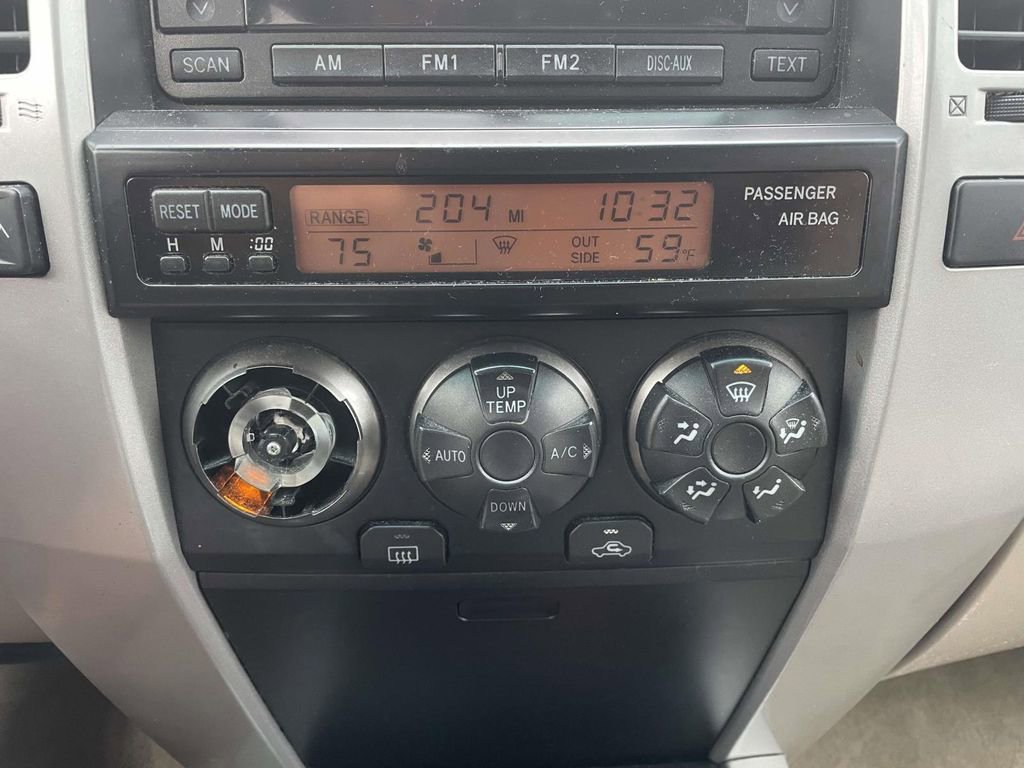 SCAN AM FM1 FM2 DISC·AUX TEXT
RESET MODE RANGE 204 MI 10:32 PASSENGER
AIR BAG
H M :00 75 OUT SIDE 59°F
UP
TEMP
AUTO A/C
DOWN